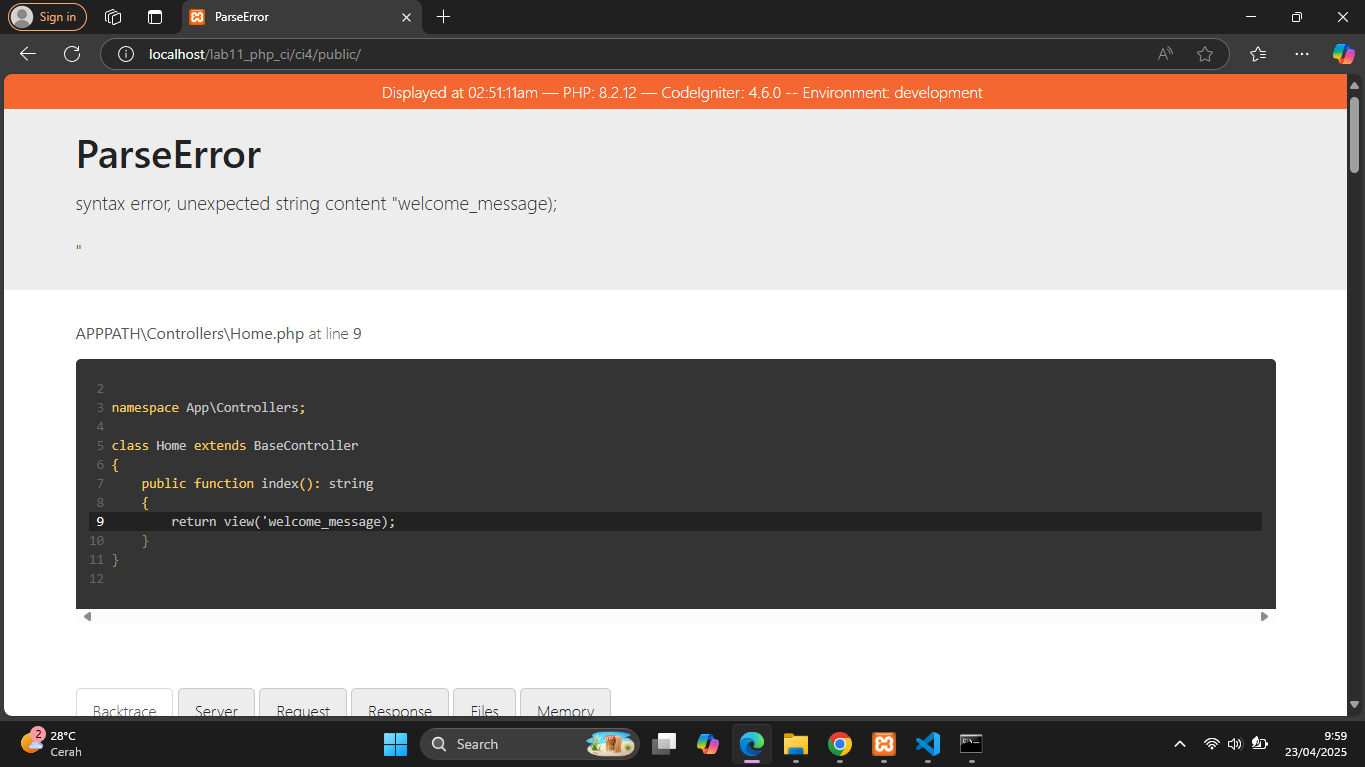 Sign in
ParseError
localhost/lab11_php_ci/ci4/public/
Displayed at 02:51:11am — PHP: 8.2.12 — CodeIgniter: 4.6.0 -- Environment: development
ParseError
syntax error, unexpected string content "welcome_message);
"
APPPATH\Controllers\Home.php at line 9
2
3 namespace App\Controllers;
4
5 class Home extends BaseController
6 {
7     public function index(): string
8     {
9         return view('welcome_message);
10     }
11 }
12
Backtrace Server Request Response Files Memory
2
28°C
Cerah
Search
9:59
23/04/2025